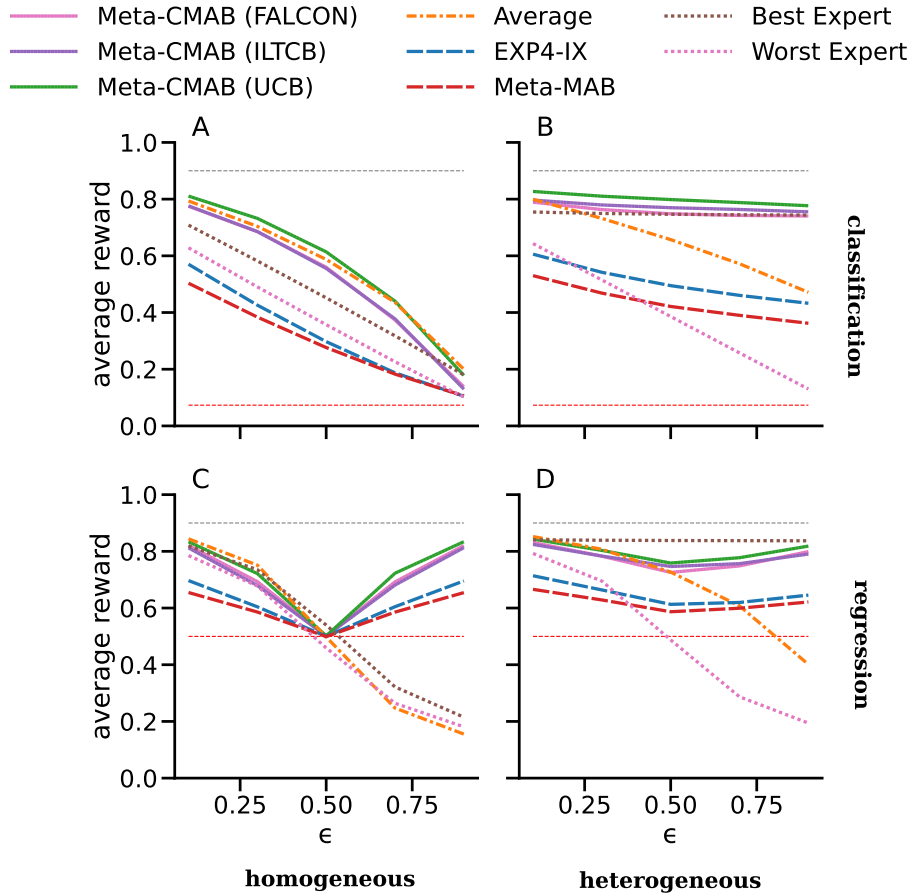 Meta-CMAB (FALCON) Average Best Expert
Meta-CMAB (ILTCB) EXP4-IX Worst Expert
Meta-CMAB (UCB) Meta-MAB
A B
1.0
0.8
0.6
0.4
0.2
0.0
average reward
classification
C D
1.0
0.8
0.6
0.4
0.2
0.0
average reward
regression
0.25 0.50 0.75 0.25 0.50 0.75
ϵ ϵ
homogeneous heterogeneous